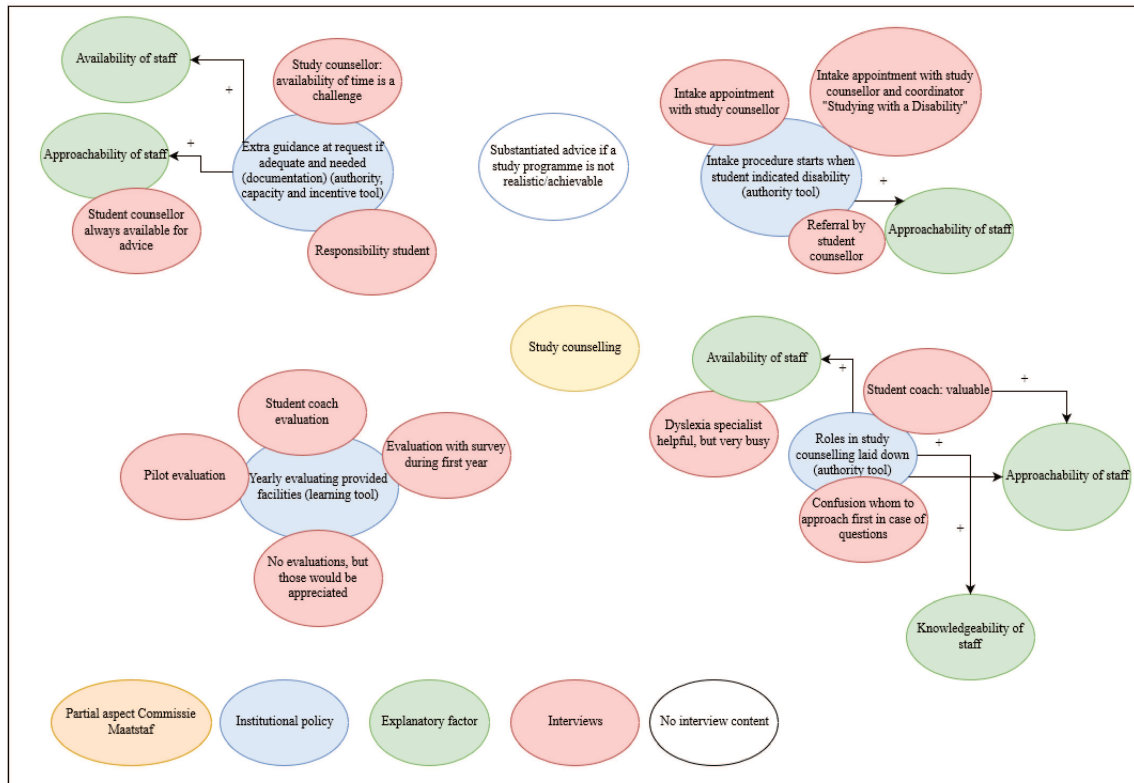 Availability of staff
+
Study counsellor:
availability of time is a
challenge
Approachability of staff
+
Extra guidance at request if
adequate and needed
(documentation) (authority,
capacity and incentive tool)
Student counsellor
always available for
advice
Responsibility student
Substantiated advice if a
study programme is not
realistic/achievable
Intake appointment
with study counsellor
Intake appointment with study
counsellor and coordinator
"Studying with a Disability"
Intake procedure starts when
student indicated disability
(authority tool)
+
Referral by
student
counsellor
Approachability of staff
Study counselling
Student coach
evaluation
Pilot evaluation
Evaluation with survey
during first year
Yearly evaluating provided
facilities (learning tool)
No evaluations, but
those would be
appreciated
Availability of staff
+
Student coach: valuable
+
Dyslexia specialist
helpful, but very busy
Roles in study
counselling laid down
(authority tool)
+
Approachability of staff
Confusion whom to
approach first in case of
questions
+
Knowledgeability of
staff
Partial aspect Commissie
Maatstaf
Institutional policy
Explanatory factor
Interviews
No interview content